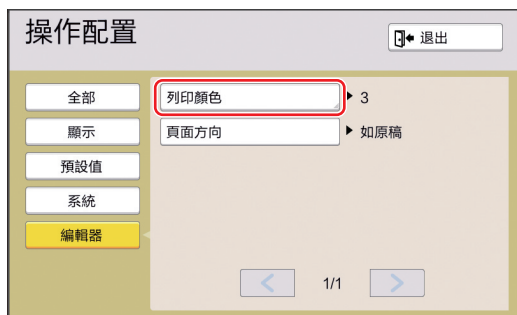 操作配置
退出
全部
列印顏色
3
顯示
頁面方向
如原稿
預設值
系統
編輯器
1/1